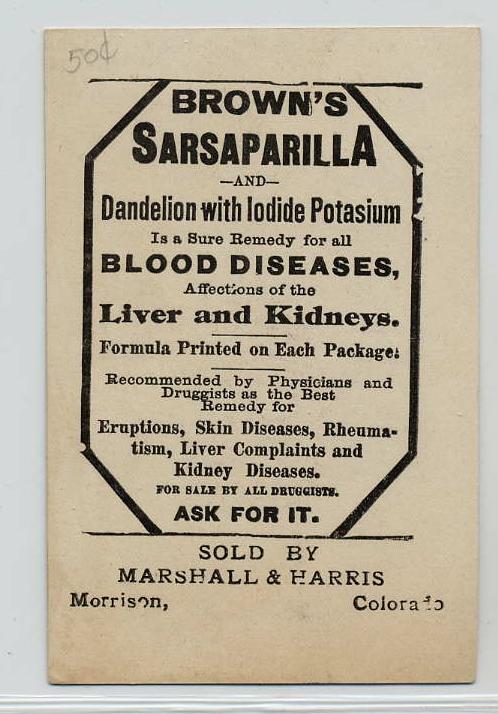 50¢
BROWN'S
SARSAPARILLA
—AND—
Dandelion with Iodide Potasium
Is a Sure Remedy for all
BLOOD DISEASES,
Affections of the
Liver and Kidneys.
Formula Printed on Each Package.
Recommended by Physicians and
Druggists as the Best
Remedy for
Eruptions, Skin Diseases, Rheuma-
tism, Liver Complaints and
Kidney Diseases.
FOR SALE BY ALL DRUGGISTS.
ASK FOR IT.
SOLD BY
MARSHALL & HARRIS
Morrison, Colorado